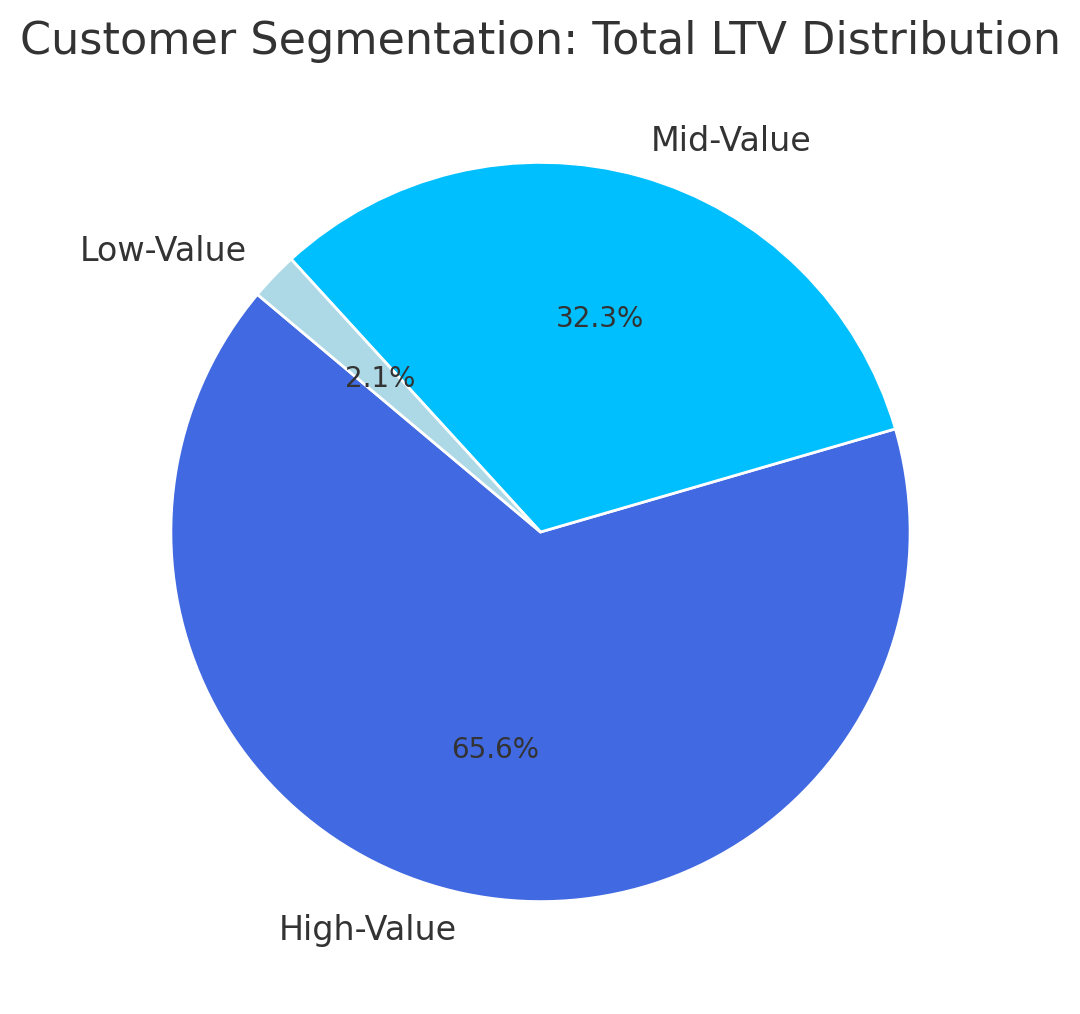 Customer Segmentation: Total LTV Distribution
Mid-Value
Low-Value
32.3%
2.1%
65.6%
High-Value